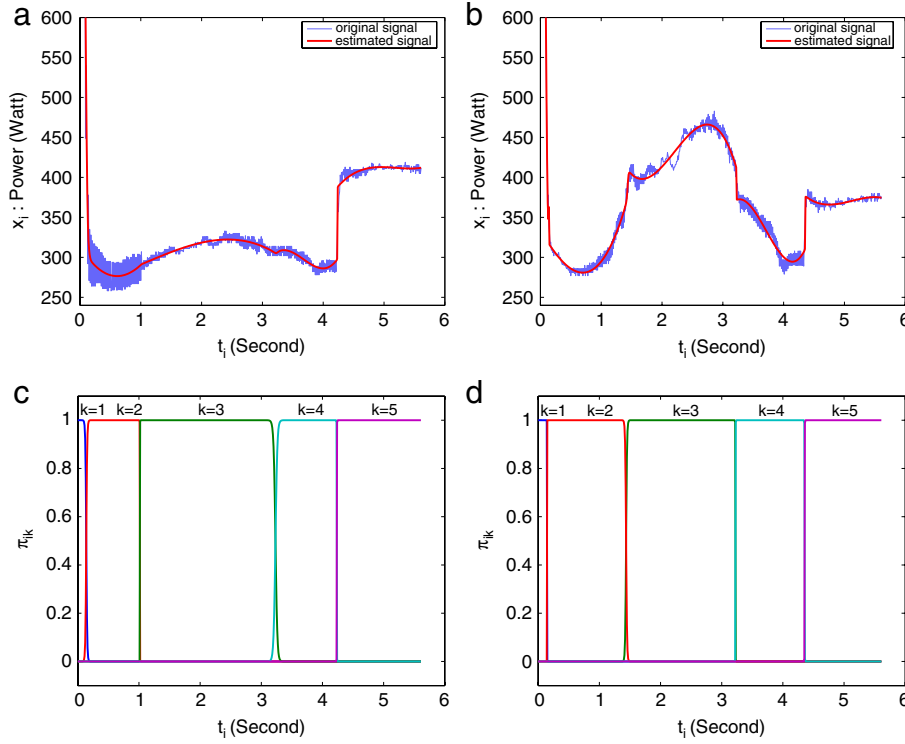 a
original signal
estimated signal
600
550
500
450
400
350
300
250
x_i : Power (Watt)
0 1 2 3 4 5 6
t_i (Second)
b
original signal
estimated signal
600
550
500
450
400
350
300
250
x_i : Power (Watt)
0 1 2 3 4 5 6
t_i (Second)
c
k=1 k=2 k=3 k=4 k=5
1
0.8
0.6
0.4
0.2
0
π_ik
0 1 2 3 4 5 6
t_i (Second)
d
k=1 k=2 k=3 k=4 k=5
1
0.8
0.6
0.4
0.2
0
π_ik
0 1 2 3 4 5 6
t_i (Second)